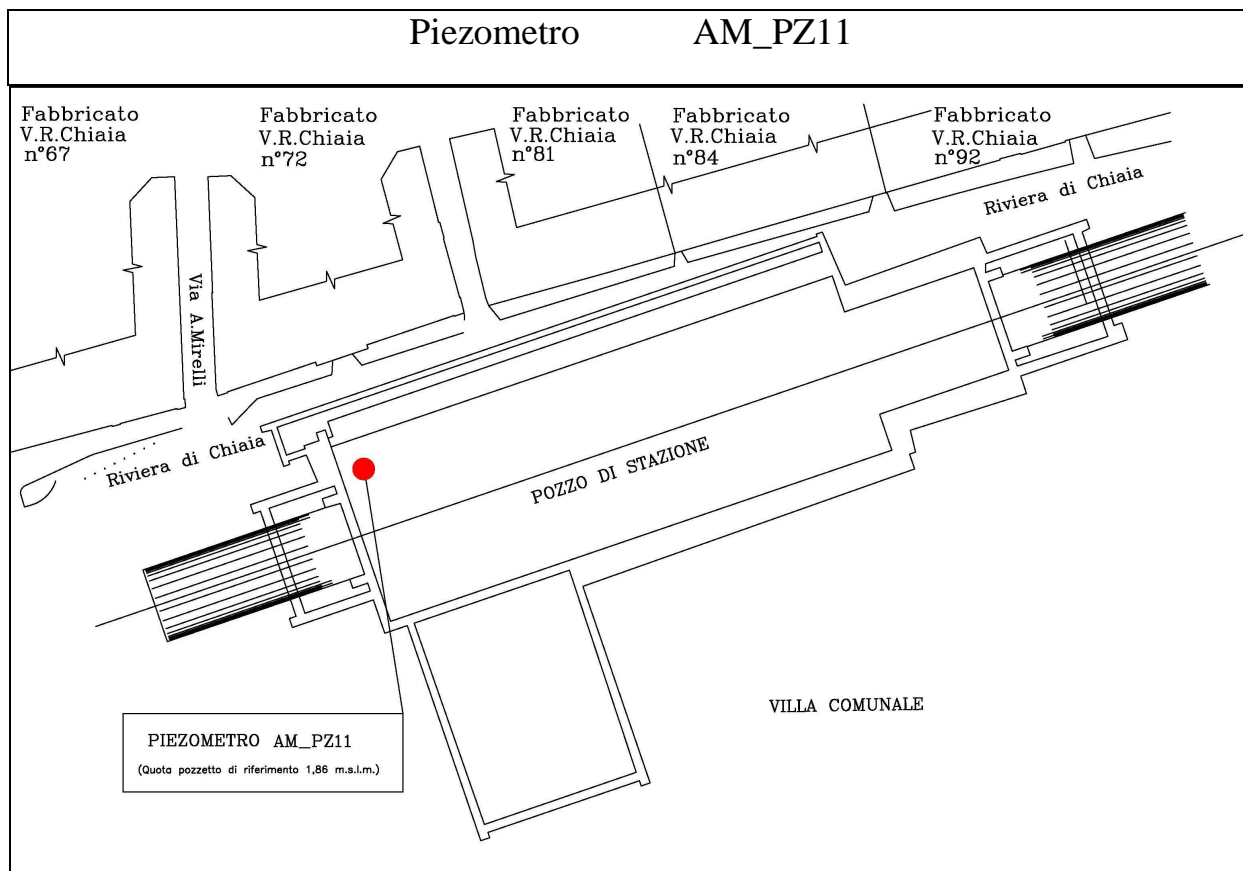 Piezometro AM_PZ11
Fabbricato
V.R.Chiaia
n°67
Fabbricato
V.R.Chiaia
n°72
Fabbricato
V.R.Chiaia
n°81
Fabbricato
V.R.Chiaia
n°84
Fabbricato
V.R.Chiaia
n°92
Riviera di Chiaia
Via A.Mirelli
Riviera di Chiaia
POZZO DI STAZIONE
VILLA COMUNALE
PIEZOMETRO AM_PZ11
(Quota pozzetto di riferimento 1,86 m.s.l.m.)